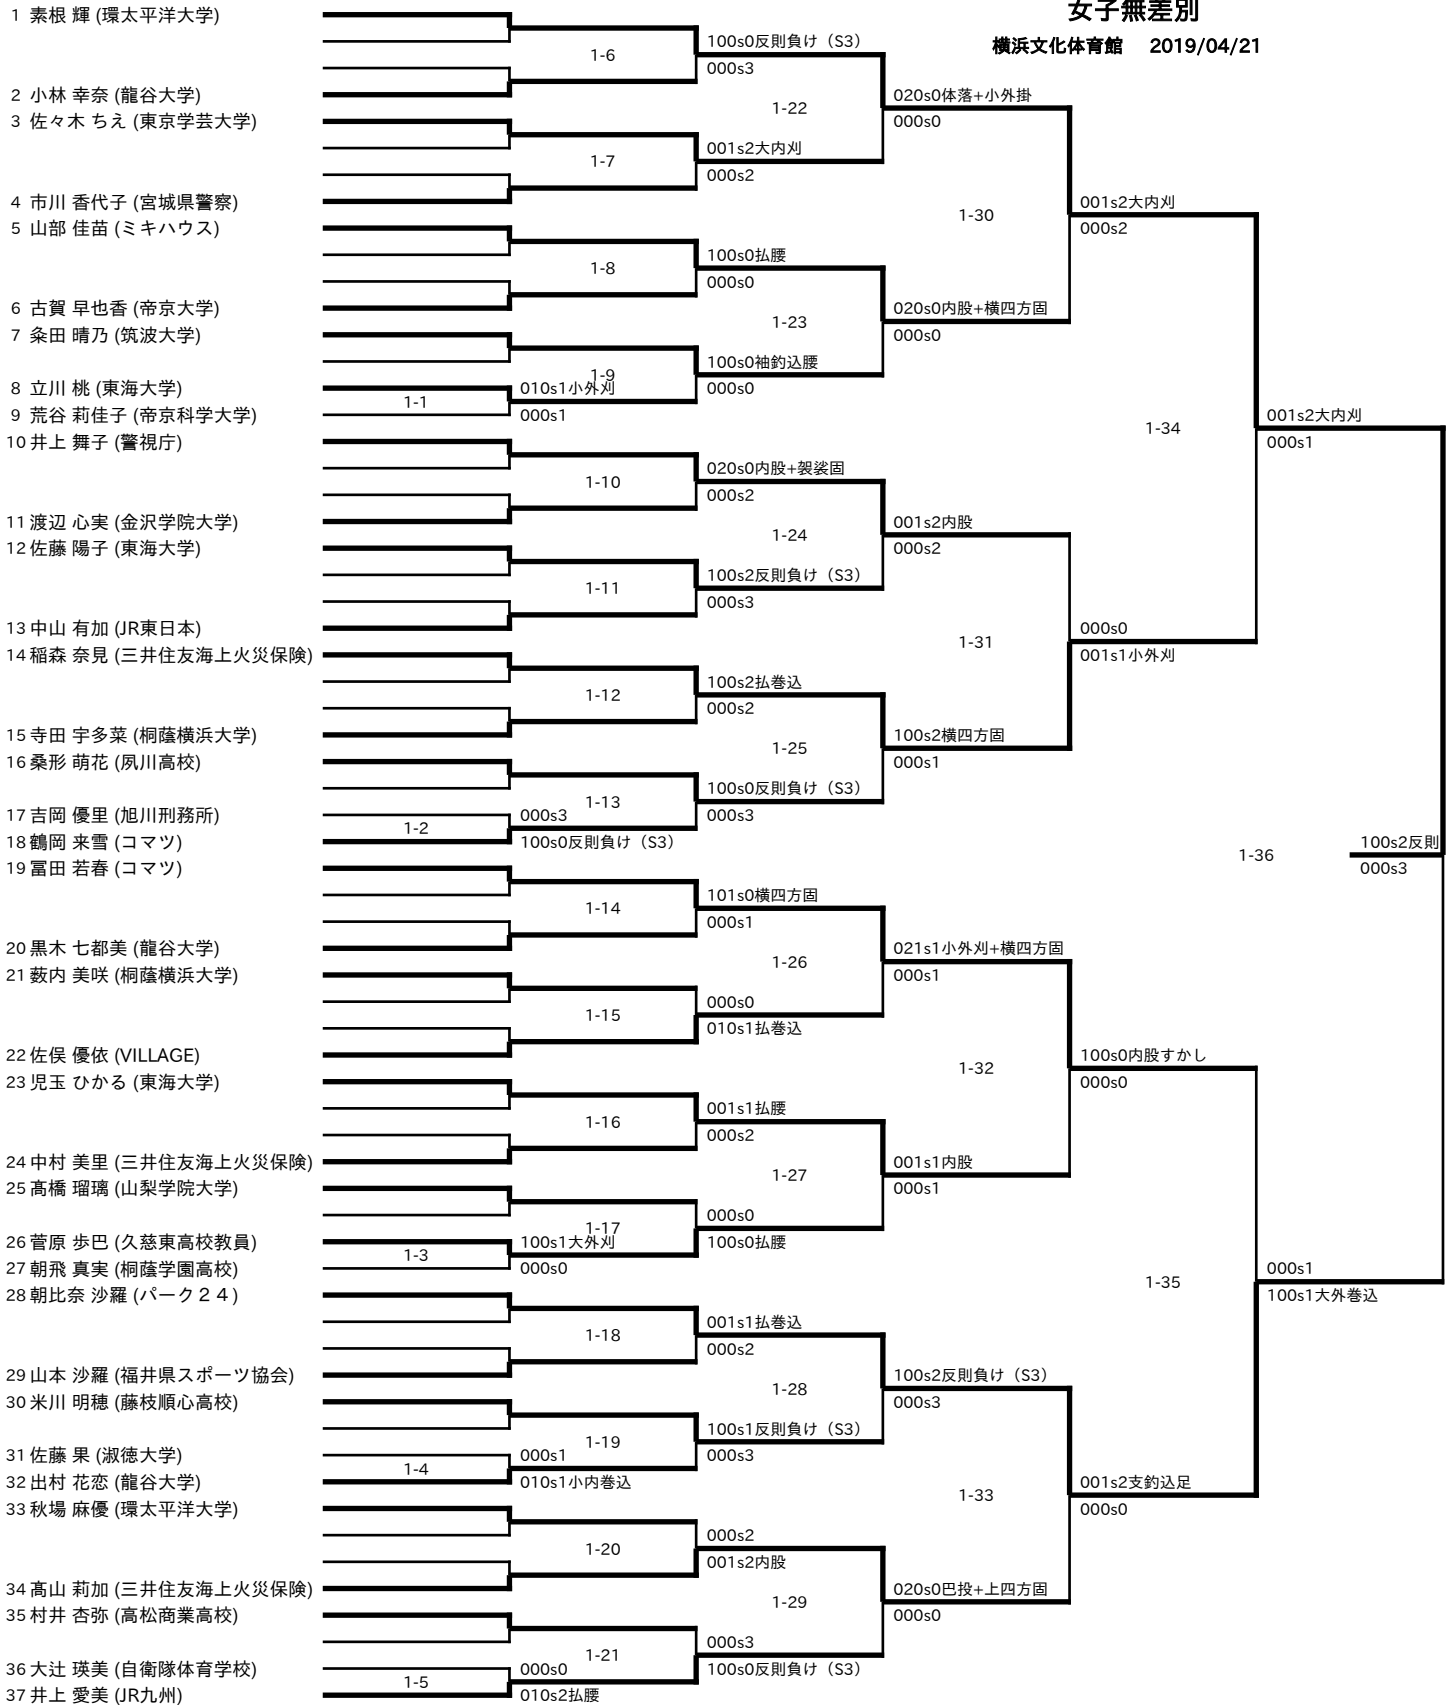 女子無差別
横浜文化体育館 2019/04/21
1 素根 輝 (環太平洋大学)
2 小林 幸奈 (龍谷大学)
3 佐々木 ちえ (東京学芸大学)
4 市川 香代子 (宮城県警察)
5 山部 佳苗 (ミキハウス)
6 古賀 早也香 (帝京大学)
7 粂田 晴乃 (筑波大学)
8 立川 桃 (東海大学)
9 荒谷 莉佳子 (帝京科学大学)
10 井上 舞子 (警視庁)
11 渡辺 心実 (金沢学院大学)
12 佐藤 陽子 (東海大学)
13 中山 有加 (JR東日本)
14 稲森 奈見 (三井住友海上火災保険)
15 寺田 宇多菜 (桐蔭横浜大学)
16 桑形 萌花 (夙川高校)
17 吉岡 優里 (旭川刑務所)
18 鶴岡 来雪 (コマツ)
19 冨田 若春 (コマツ)
20 黒木 七都美 (龍谷大学)
21 薮内 美咲 (桐蔭横浜大学)
22 佐俣 優依 (VILLAGE)
23 児玉 ひかる (東海大学)
24 中村 美里 (三井住友海上火災保険)
25 髙橋 瑠璃 (山梨学院大学)
26 菅原 歩巴 (久慈東高校教員)
27 朝飛 真実 (桐蔭学園高校)
28 朝比奈 沙羅 (パーク２４)
29 山本 沙羅 (福井県スポーツ協会)
30 米川 明穂 (藤枝順心高校)
31 佐藤 果 (淑徳大学)
32 出村 花恋 (龍谷大学)
33 秋場 麻優 (環太平洋大学)
34 髙山 莉加 (三井住友海上火災保険)
35 村井 杏弥 (高松商業高校)
36 大辻 瑛美 (自衛隊体育学校)
37 井上 愛美 (JR九州)
1-1
010s1小外刈
000s1
1-2
000s3
100s0反則負け（S3）
1-3
100s1大外刈
000s0
1-4
000s1
010s1小内巻込
1-5
000s0
010s2払腰
1-6
100s0反則負け（S3）
000s3
1-7
001s2大内刈
000s2
1-8
100s0払腰
000s0
1-9
100s0袖釣込腰
000s0
1-10
020s0内股+袈裟固
000s2
1-11
100s2反則負け（S3）
000s3
1-12
100s2払巻込
000s2
1-13
100s0反則負け（S3）
000s3
1-14
101s0横四方固
000s1
1-15
000s0
010s1払巻込
1-16
001s1払腰
000s2
1-17
000s0
100s0払腰
1-18
001s1払巻込
000s2
1-19
100s1反則負け（S3）
000s3
1-20
000s2
001s2内股
1-21
000s3
100s0反則負け（S3）
1-22
020s0体落+小外掛
000s0
1-23
020s0内股+横四方固
000s0
1-24
001s2内股
000s2
1-25
100s2横四方固
000s1
1-26
021s1小外刈+横四方固
000s1
1-27
001s1内股
000s1
1-28
100s2反則負け（S3）
000s3
1-29
020s0巴投+上四方固
000s0
1-30
001s2大内刈
000s2
1-31
000s0
001s1小外刈
1-32
100s0内股すかし
000s0
1-33
001s2支釣込足
000s0
1-34
001s2大内刈
000s1
1-35
000s1
100s1大外巻込
1-36
100s2反則
000s3